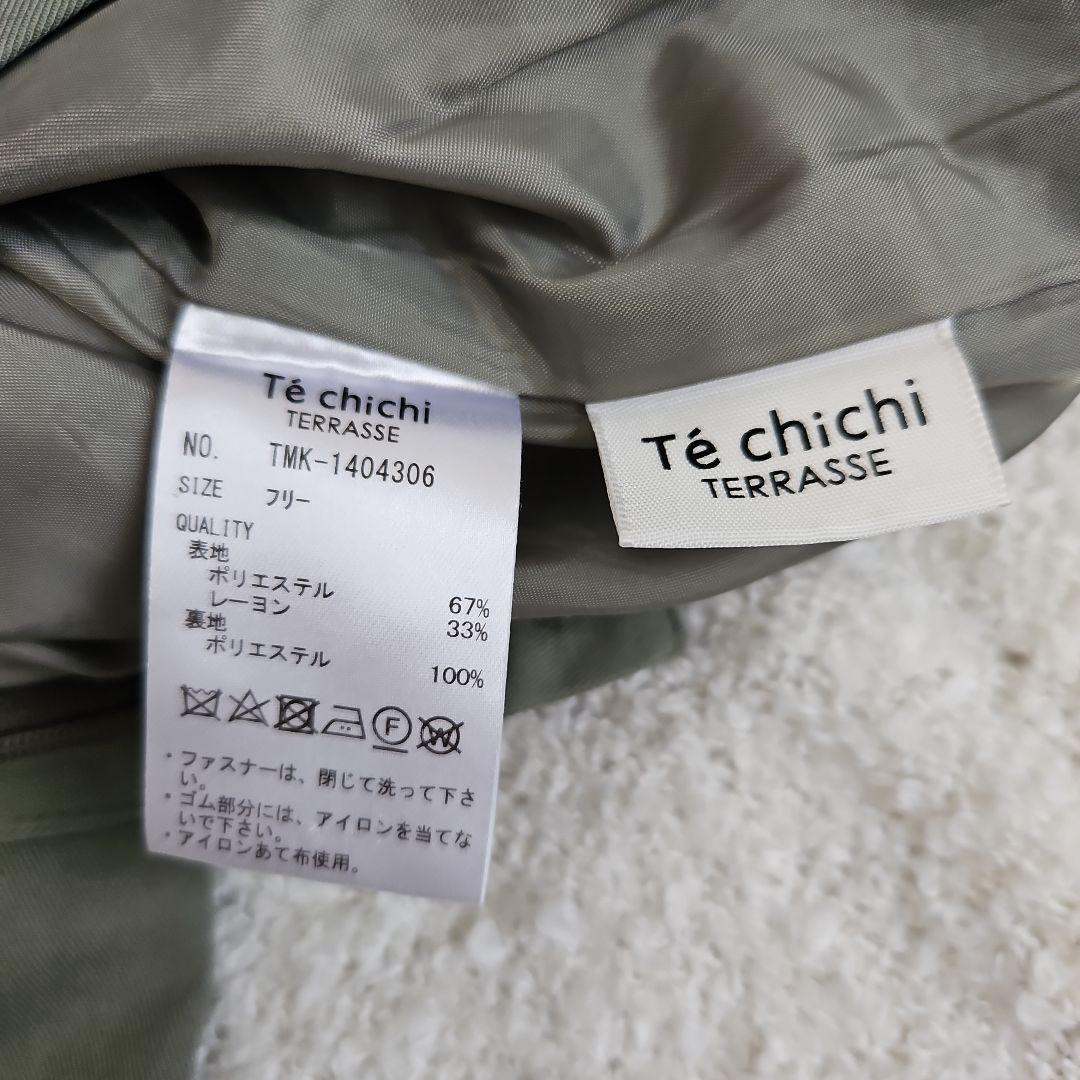 Té chichi
TERRASSE
NO. TMK-1404306
SIZE フリー
QUALITY
表地
ポリエステル 67%
レーヨン 33%
裏地
ポリエステル 100%
F W
・ファスナーは、閉じて洗って下さ
い。
・ゴム部分には、アイロンを当てな
いで下さい。
・アイロンあて布使用。
Té chichi
TERRASSE